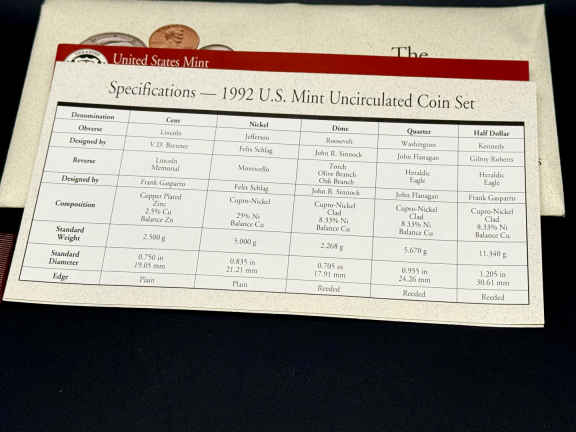 The
United States Mint
Specifications — 1992 U.S. Mint Uncirculated Coin Set
Denomination Cent Nickel Dime Quarter Half Dollar
Obverse Lincoln Jefferson Roosevelt Washington Kennedy
Designed by V.D. Brenner Felix Schlag John R. Sinnock John Flanagan Gilroy Roberts
Reverse Lincoln Memorial Monticello Torch Olive Branch Oak Branch Heraldic Eagle Heraldic Eagle
Designed by Frank Gasparro Felix Schlag John R. Sinnock John Flanagan Frank Gasparro
Composition Copper Plated Zinc 2.5% Cu Balance Zn Cupro-Nickel 25% Ni Balance Cu Cupro-Nickel Clad 8.33% Ni Balance Cu Cupro-Nickel Clad 8.33% Ni Balance Cu Cupro-Nickel Clad 8.33% Ni Balance Cu
Standard Weight 2.500 g 5.000 g 2.268 g 5.670 g 11.340 g
Standard Diameter 0.750 in 19.05 mm 0.835 in 21.21 mm 0.705 in 17.91 mm 0.955 in 24.26 mm 1.205 in 30.61 mm
Edge Plain Plain Reeded Reeded Reeded